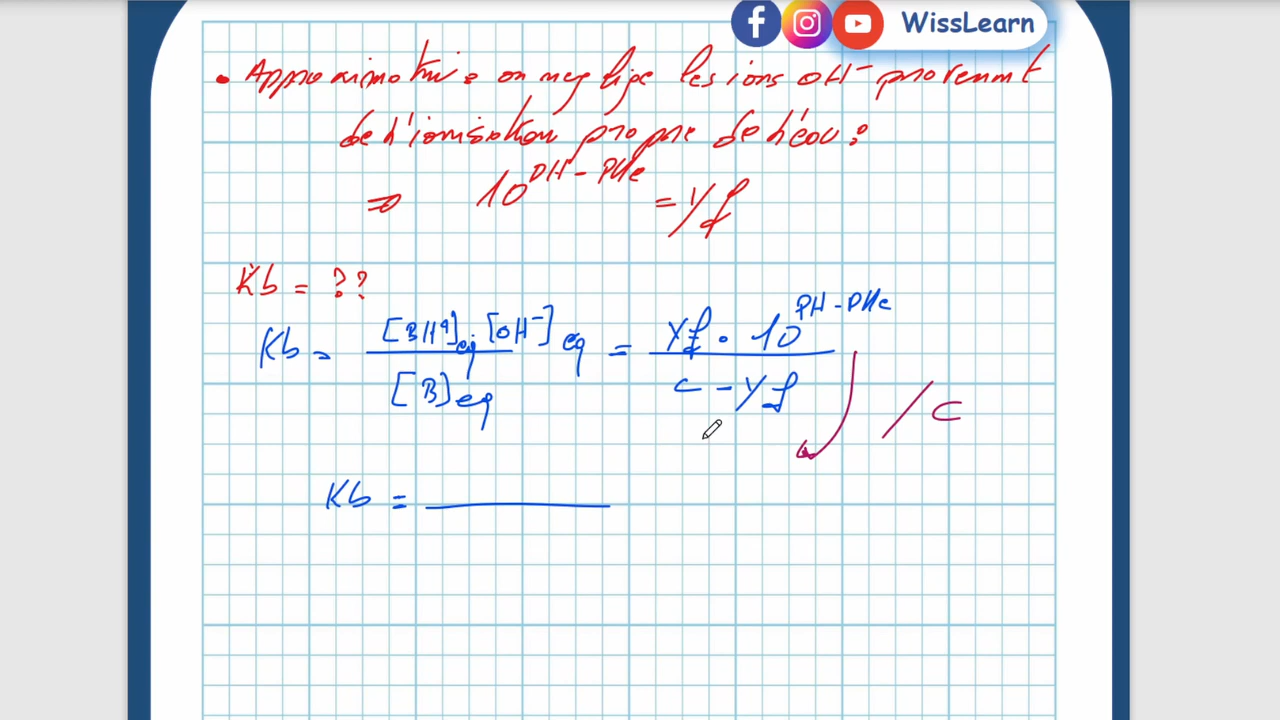 WissLearn
• Approximation : on neglige les ions OH⁻ provenant
de l'ionisation propre de l'eau :
⇒ 10^(pH - pKe) = yf
Kb = ??
Kb = [BH⁺]eq [OH⁻]eq / [B]eq = yf · 10^(pH - pKe) / c - yf
/ c
Kb =